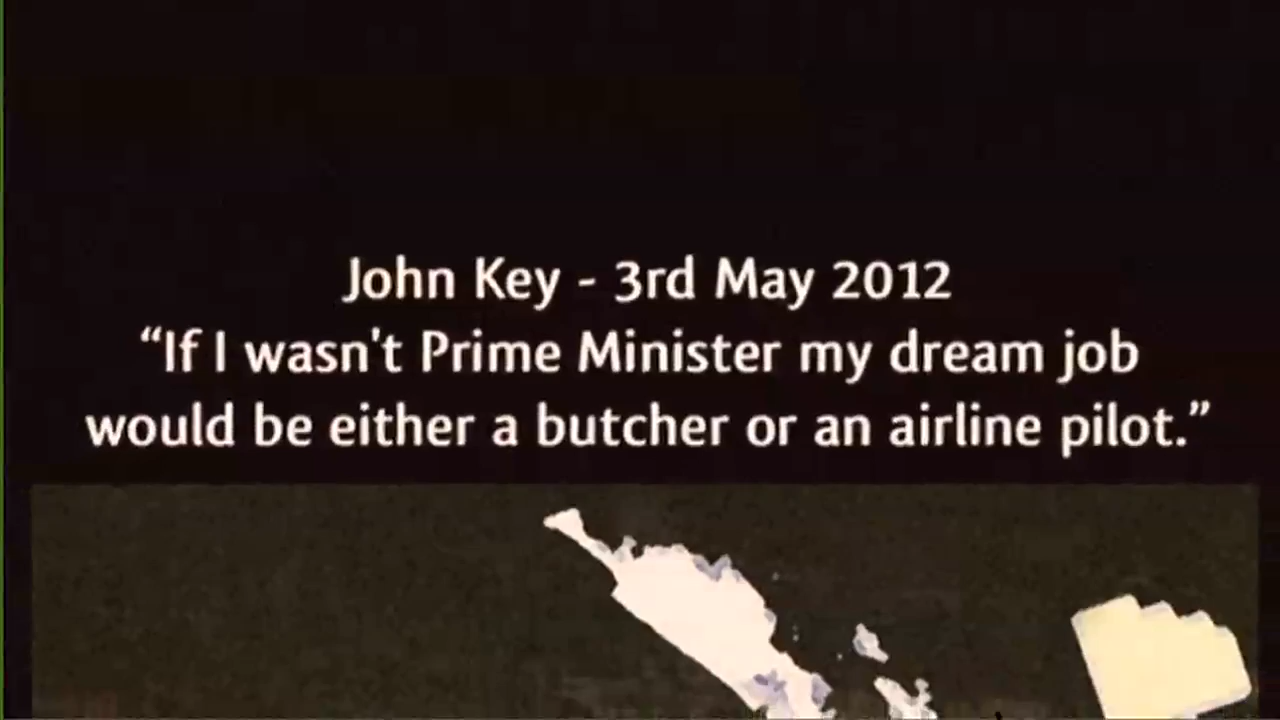 John Key - 3rd May 2012
“If I wasn't Prime Minister my dream job
would be either a butcher or an airline pilot.”